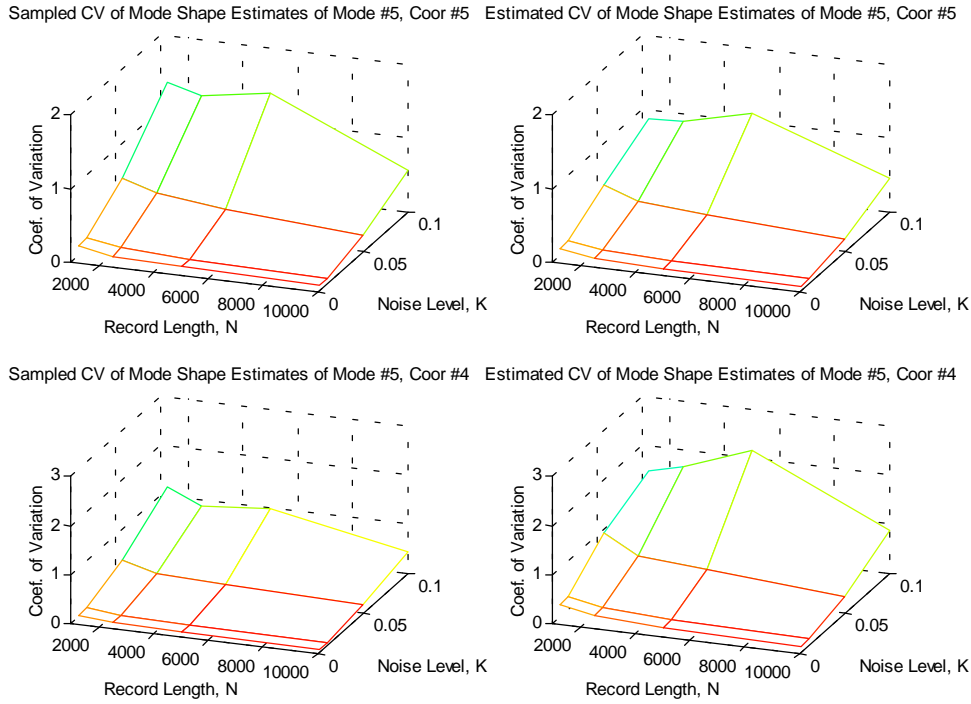 Sampled CV of Mode Shape Estimates of Mode #5, Coor #5
Estimated CV of Mode Shape Estimates of Mode #5, Coor #5
2
1
0
Coef. of Variation
2000
4000
6000
8000
10000
Record Length, N
0
0.05
0.1
Noise Level, K
2
1
0
Coef. of Variation
2000
4000
6000
8000
10000
Record Length, N
0
0.05
0.1
Noise Level, K
Sampled CV of Mode Shape Estimates of Mode #5, Coor #4
Estimated CV of Mode Shape Estimates of Mode #5, Coor #4
3
2
1
0
Coef. of Variation
2000
4000
6000
8000
10000
Record Length, N
0
0.05
0.1
Noise Level, K
3
2
1
0
Coef. of Variation
2000
4000
6000
8000
10000
Record Length, N
0
0.05
0.1
Noise Level, K